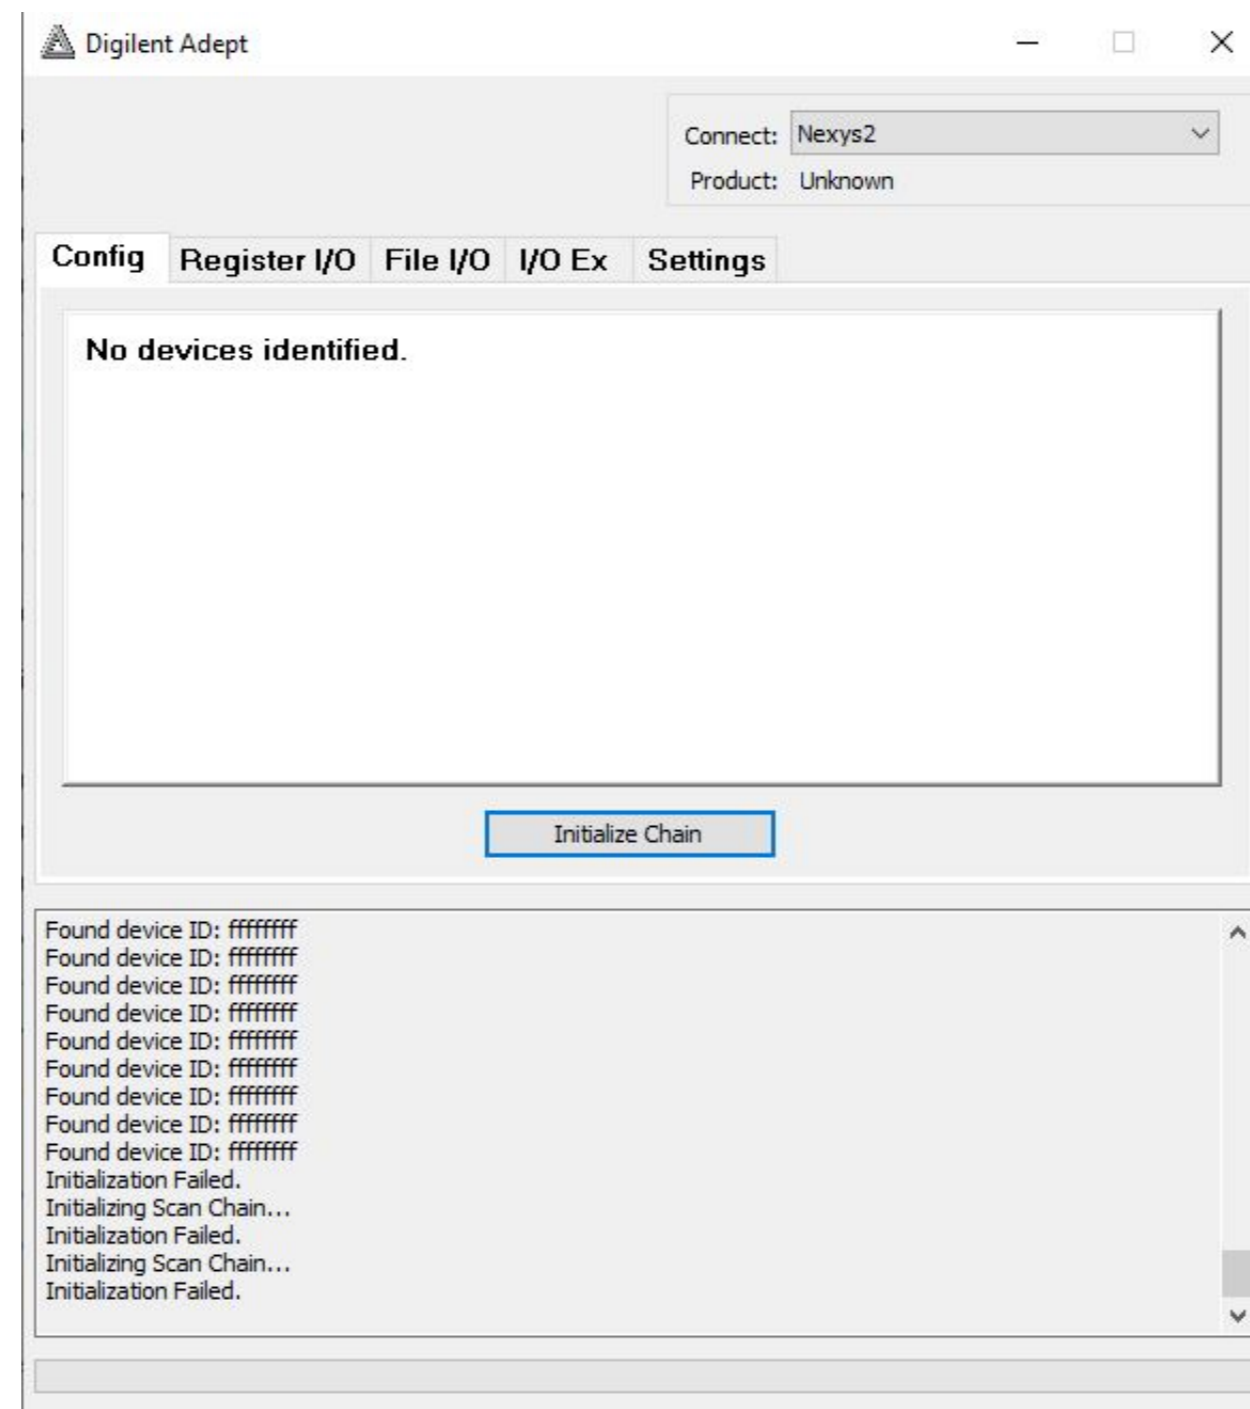 Digilent Adept
Connect: Nexys2
Product: Unknown
Config Register I/O File I/O I/O Ex Settings
No devices identified.
Initialize Chain
Found device ID: ffffffff
Found device ID: ffffffff
Found device ID: ffffffff
Found device ID: ffffffff
Found device ID: ffffffff
Found device ID: ffffffff
Found device ID: ffffffff
Found device ID: ffffffff
Found device ID: ffffffff
Initialization Failed.
Initializing Scan Chain...
Initialization Failed.
Initializing Scan Chain...
Initialization Failed.